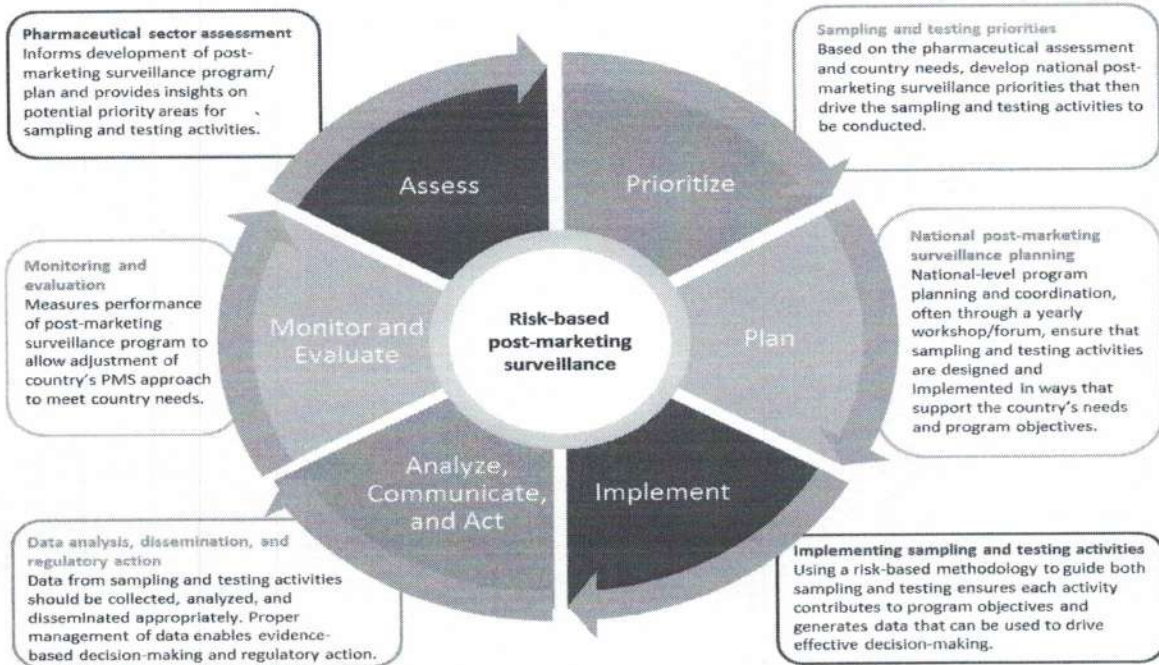 Pharmaceutical sector assessment
Informs development of post-
marketing surveillance program/
plan and provides insights on
potential priority areas for
sampling and testing activities.
Sampling and testing priorities
Based on the pharmaceutical assessment
and country needs, develop national post-
marketing surveillance priorities that then
drive the sampling and testing activities to
be conducted.
Assess
Prioritize
Monitoring and
evaluation
Measures performance
of post-marketing
surveillance program to
allow adjustment of
country's PMS approach
to meet country needs.
Monitor and
Evaluate
Risk-based
post-marketing
surveillance
Plan
National post-marketing
surveillance planning
National-level program
planning and coordination,
often through a yearly
workshop/forum, ensure that
sampling and testing activities
are designed and
Implemented in ways that
support the country's needs
and program objectives.
Analyze,
Communicate,
and Act
Implement
Data analysis, dissemination, and
regulatory action
Data from sampling and testing activities
should be collected, analyzed, and
disseminated appropriately. Proper
management of data enables evidence-
based decision-making and regulatory action.
Implementing sampling and testing activities
Using a risk-based methodology to guide both
sampling and testing ensures each activity
contributes to program objectives and
generates data that can be used to drive
effective decision-making.